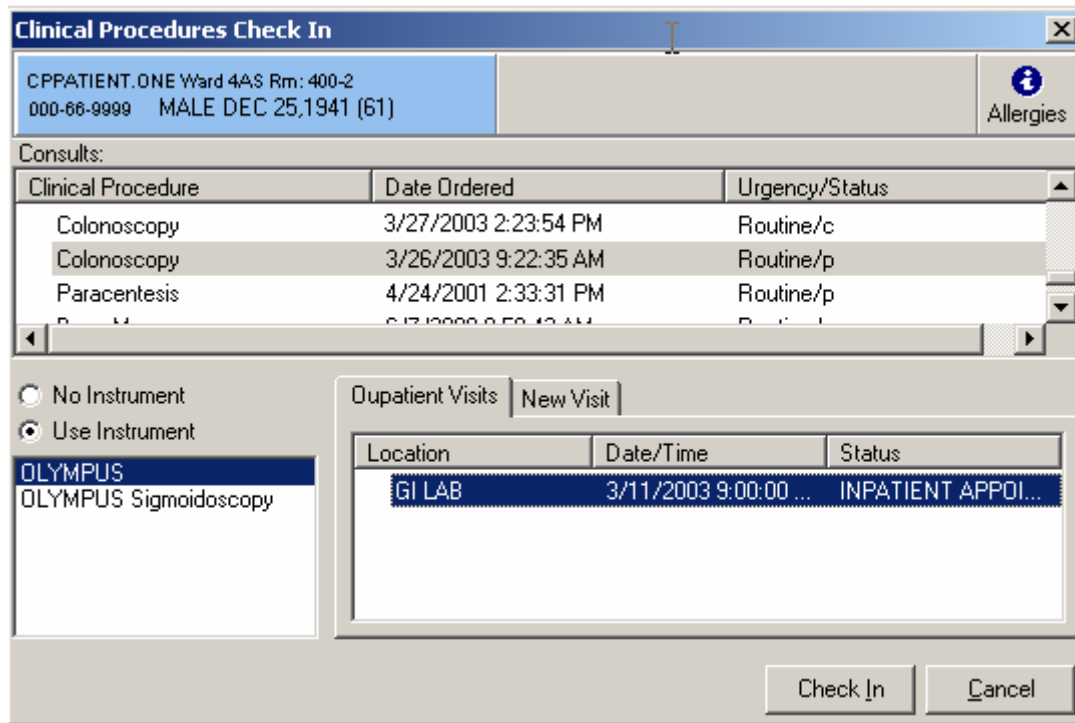 Clinical Procedures Check In
CPPATIENT.ONE Ward 4AS Rm: 400-2
000-66-9999 MALE DEC 25,1941 (61)
Allergies
Consults:
Clinical Procedure Date Ordered Urgency/Status
Colonoscopy 3/27/2003 2:23:54 PM Routine/c
Colonoscopy 3/26/2003 9:22:35 AM Routine/p
Paracentesis 4/24/2001 2:33:31 PM Routine/p
No Instrument
Use Instrument
OLYMPUS
OLYMPUS Sigmoidoscopy
Oupatient Visits New Visit
Location Date/Time Status
GI LAB 3/11/2003 9:00:00 ... INPATIENT APPOI...
Check In Cancel